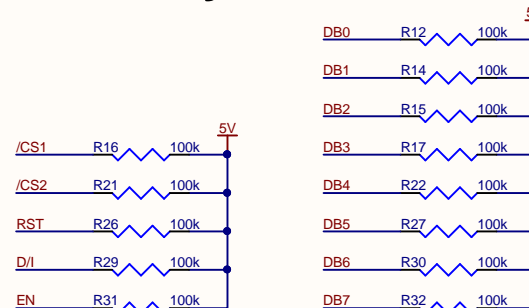 DB0 R12 100k
DB1 R14 100k
DB2 R15 100k
5V
/CS1 R16 100k
DB3 R17 100k
/CS2 R21 100k
DB4 R22 100k
RST R26 100k
DB5 R27 100k
D/I R29 100k
DB6 R30 100k
EN R31 100k
DB7 R32 100k